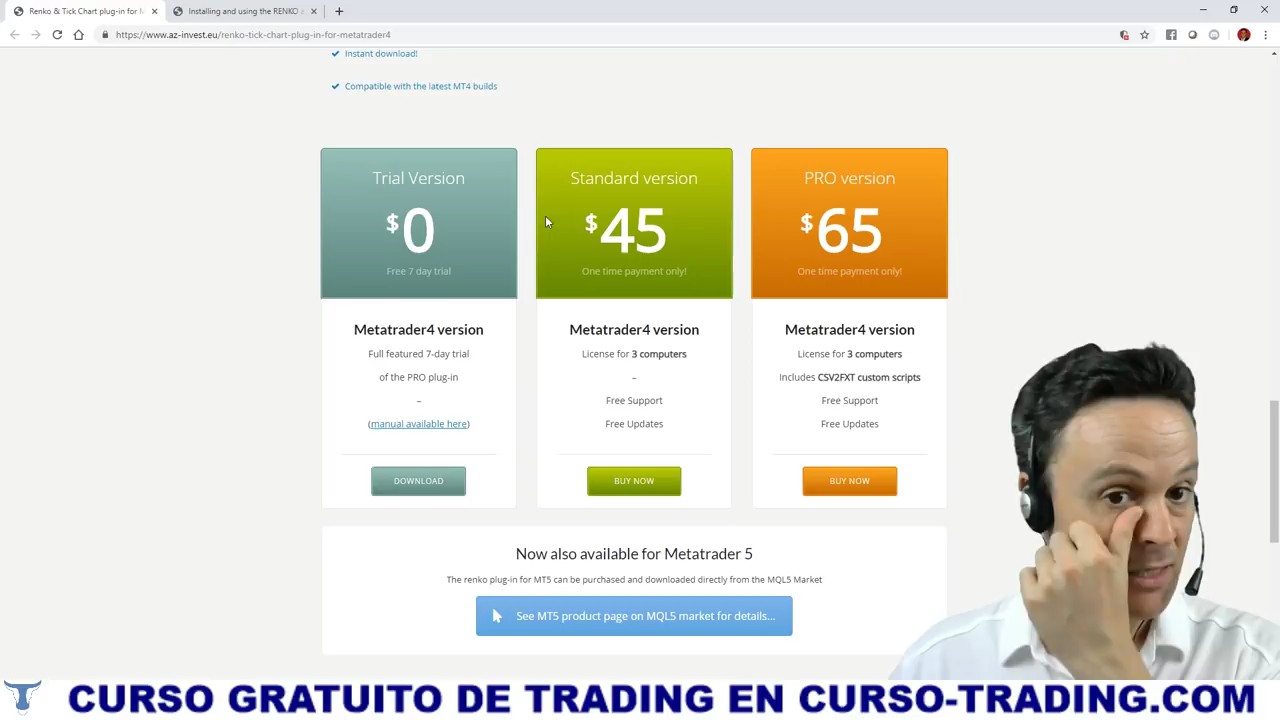 Renko & Tick Chart plug-in for M
Installing and using the RENKO
https://www.az-invest.eu/renko-tick-chart-plug-in-for-metatrader4
Instant download!
Compatible with the latest MT4 builds
Trial Version
$0
Free 7 day trial
Metatrader4 version
Full featured 7-day trial
of the PRO plug-in
–
(manual available here)
DOWNLOAD
Standard version
$45
One time payment only!
Metatrader4 version
License for 3 computers
–
Free Support
Free Updates
BUY NOW
PRO version
$65
One time payment only!
Metatrader4 version
License for 3 computers
Includes CSV2FXT custom scripts
Free Support
Free Updates
BUY NOW
Now also available for Metatrader 5
The renko plug-in for MT5 can be purchased and downloaded directly from the MQL5 Market
See MT5 product page on MQL5 market for details...
CURSO GRATUITO DE TRADING EN CURSO-TRADING.COM